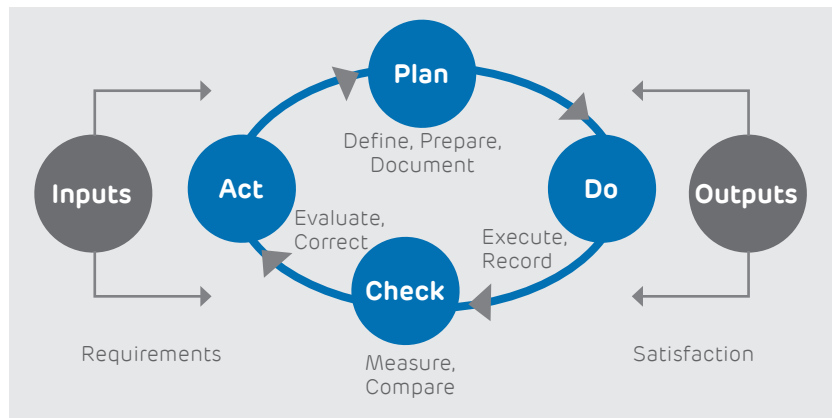 Plan
Define, Prepare,
Document
Inputs
Act
Do
Outputs
Evaluate,
Correct
Execute,
Record
Check
Requirements
Measure,
Compare
Satisfaction